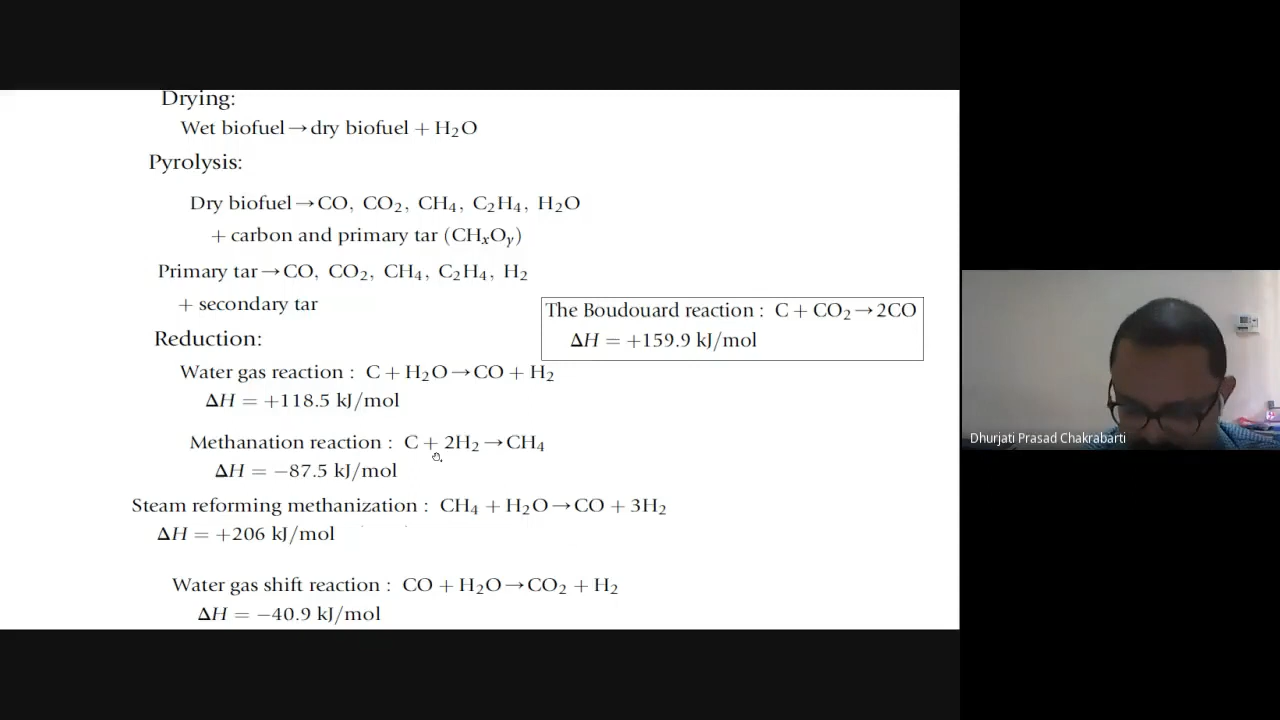 Drying:
Wet biofuel→dry biofuel + H₂O
Pyrolysis:
Dry biofuel→CO, CO₂, CH₄, C₂H₄, H₂O
+ carbon and primary tar (CHₓOᵧ)
Primary tar→CO, CO₂, CH₄, C₂H₄, H₂
+ secondary tar
The Boudouard reaction : C + CO₂→2CO
ΔH = +159.9 kJ/mol
Reduction:
Water gas reaction : C + H₂O→CO + H₂
ΔH = +118.5 kJ/mol
Methanation reaction : C + 2H₂→CH₄
ΔH = −87.5 kJ/mol
Steam reforming methanization : CH₄ + H₂O→CO + 3H₂
ΔH = +206 kJ/mol
Water gas shift reaction : CO + H₂O→CO₂ + H₂
ΔH = −40.9 kJ/mol
Dhurjati Prasad Chakrabarti